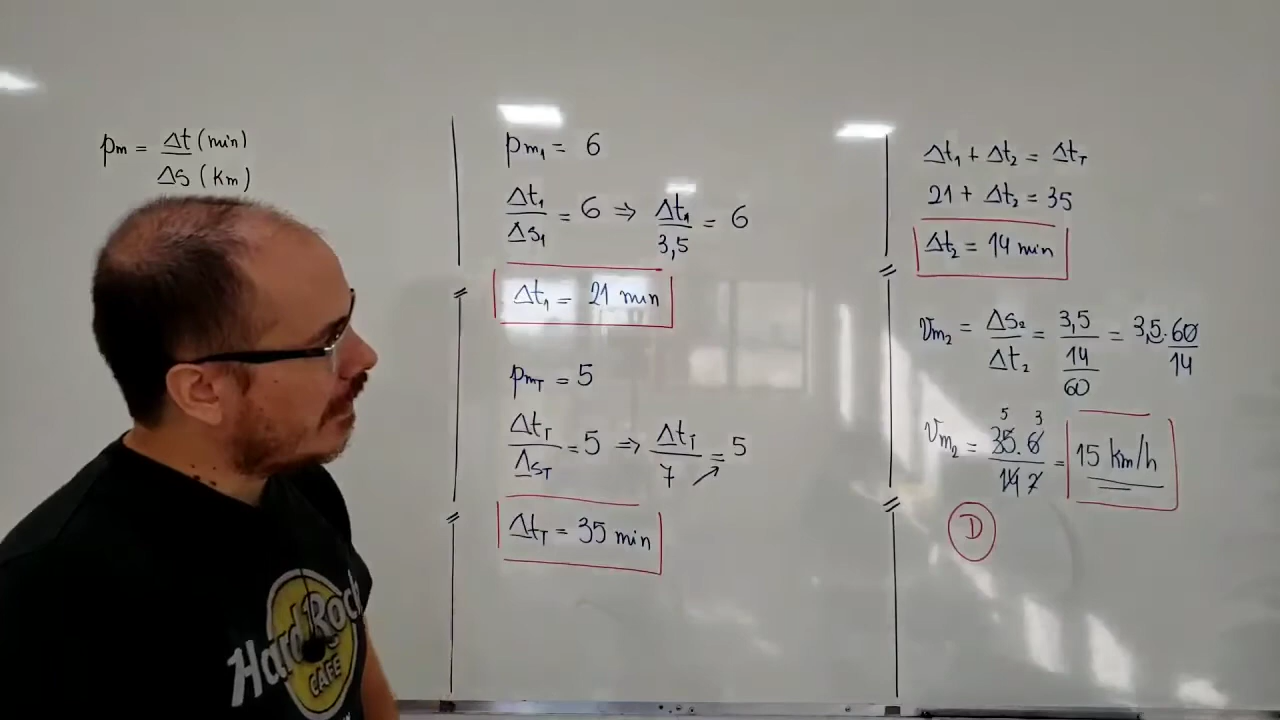 pm = Δt (min)
Δs (Km)
pm₁ = 6
Δt₁/Δs₁ = 6 ⇒ Δt₁/3,5 = 6
Δt₁ = 21 min
pmT = 5
ΔtT/ΔsT = 5 ⇒ ΔtT/7 = 5
ΔtT = 35 min
Δt₁ + Δt₂ = ΔtT
21 + Δt₂ = 35
Δt₂ = 14 min
Vm₂ = Δs₂/Δt₂ = 3,5/(14/60) = 3,5.60/14
Vm₂ = 35.6/14 = 15 km/h
5 3
7
D
Hard Rock
CAFE